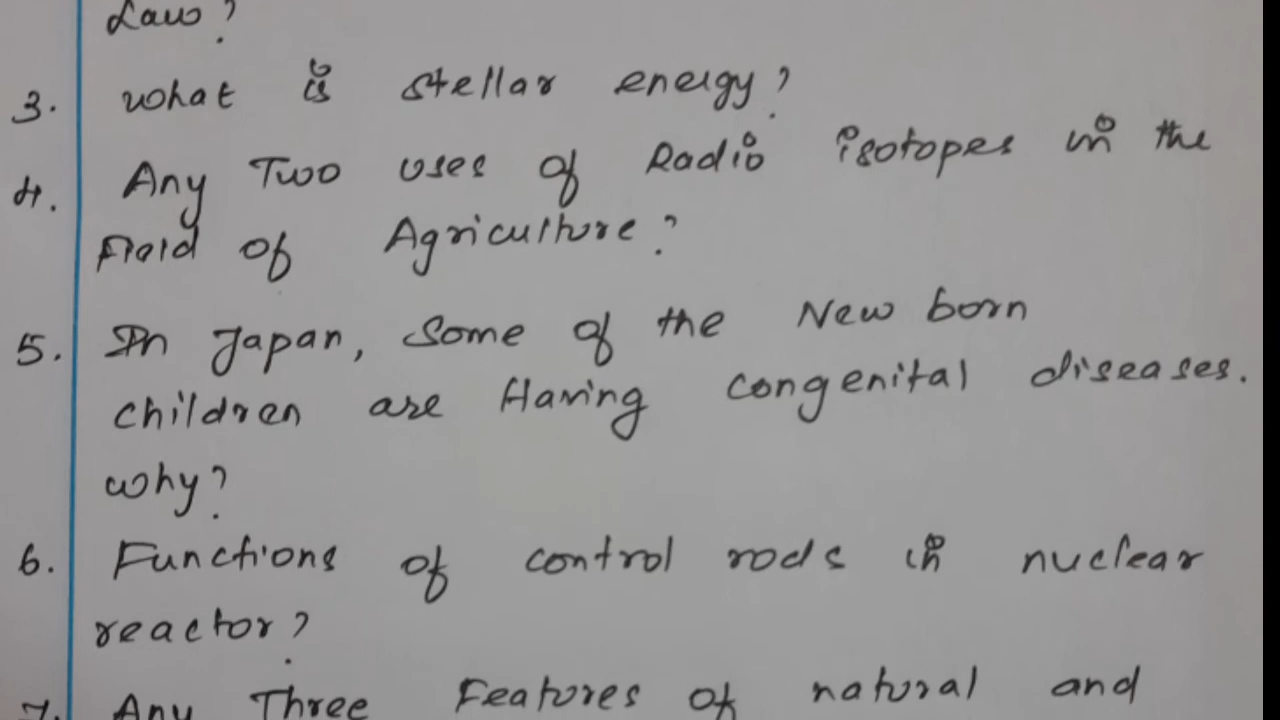 Law?
3. what is stellar energy?
4. Any Two uses of Radio isotopes in the
Field of Agriculture?
5. In Japan, Some of the New born
children are Having congenital diseases.
why?
6. Functions of control rods in nuclear
reactor?
7. Any Three Features of natural and